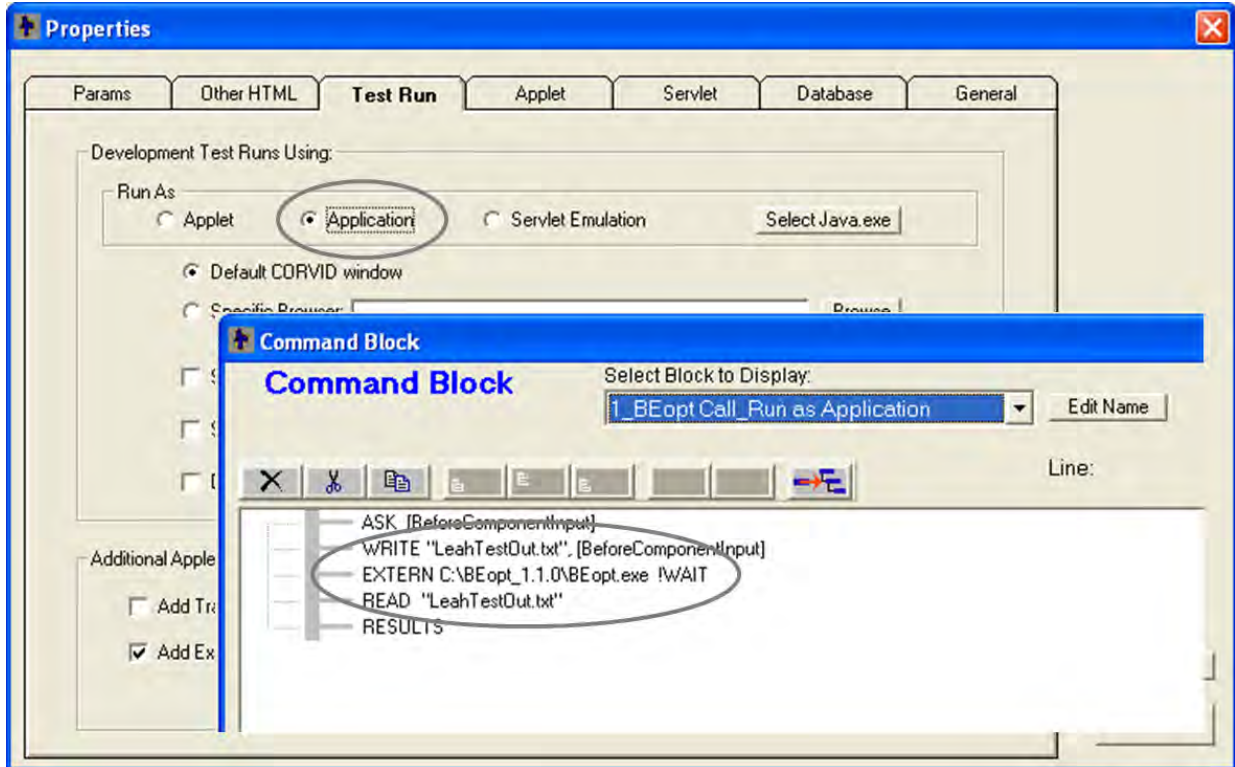 Properties
Params Other HTML Test Run Applet Servlet Database General
Development Test Runs Using:
Run As
Applet Application Servlet Emulation Select Java.exe
Default CORVID window
Specific Browser: Browse
Command Block
Command Block
Select Block to Display:
1_BEopt Call_Run as Application Edit Name
Line:
ASK [BeforeComponentInput]
WRITE "LeahTestOut.txt", [BeforeComponentInput]
EXTERN C:\BEopt_1.1.0\BEopt.exe !WAIT
READ "LeahTestOut.txt"
RESULTS
Additional Apple
Add Tra
Add Ex